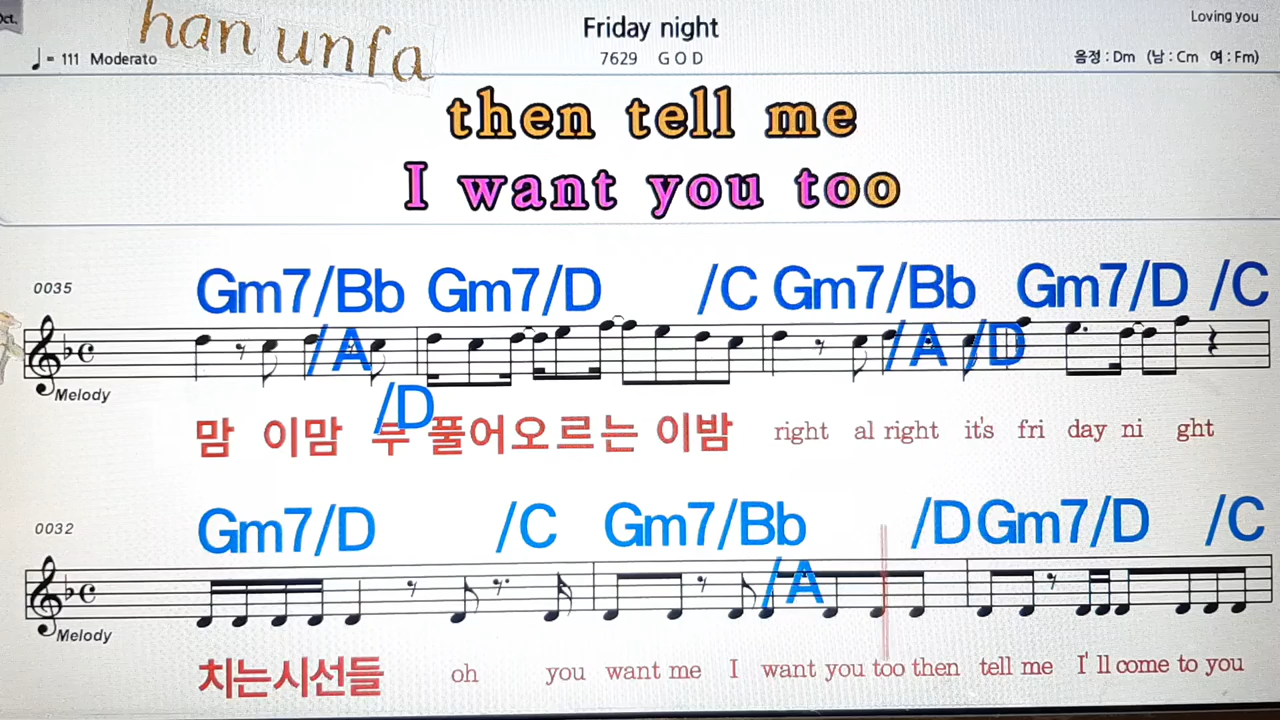 Oct.
han unfa
Friday night
Loving you
♩ = 111 Moderato
7629 G O D
음정 : Dm (남 : Cm 여 : Fm)
then tell me
I want you too
0035
Gm7/Bb Gm7/D /C Gm7/Bb Gm7/D /C
/A /A /D
Melody
/D
맘 이맘 부 풀어오르는 이밤 right al right it's fri day ni ght
0032
Gm7/D /C Gm7/Bb /D Gm7/D /C
/A
Melody
치는시선들 oh you want me I want you too then tell me I' ll come to you